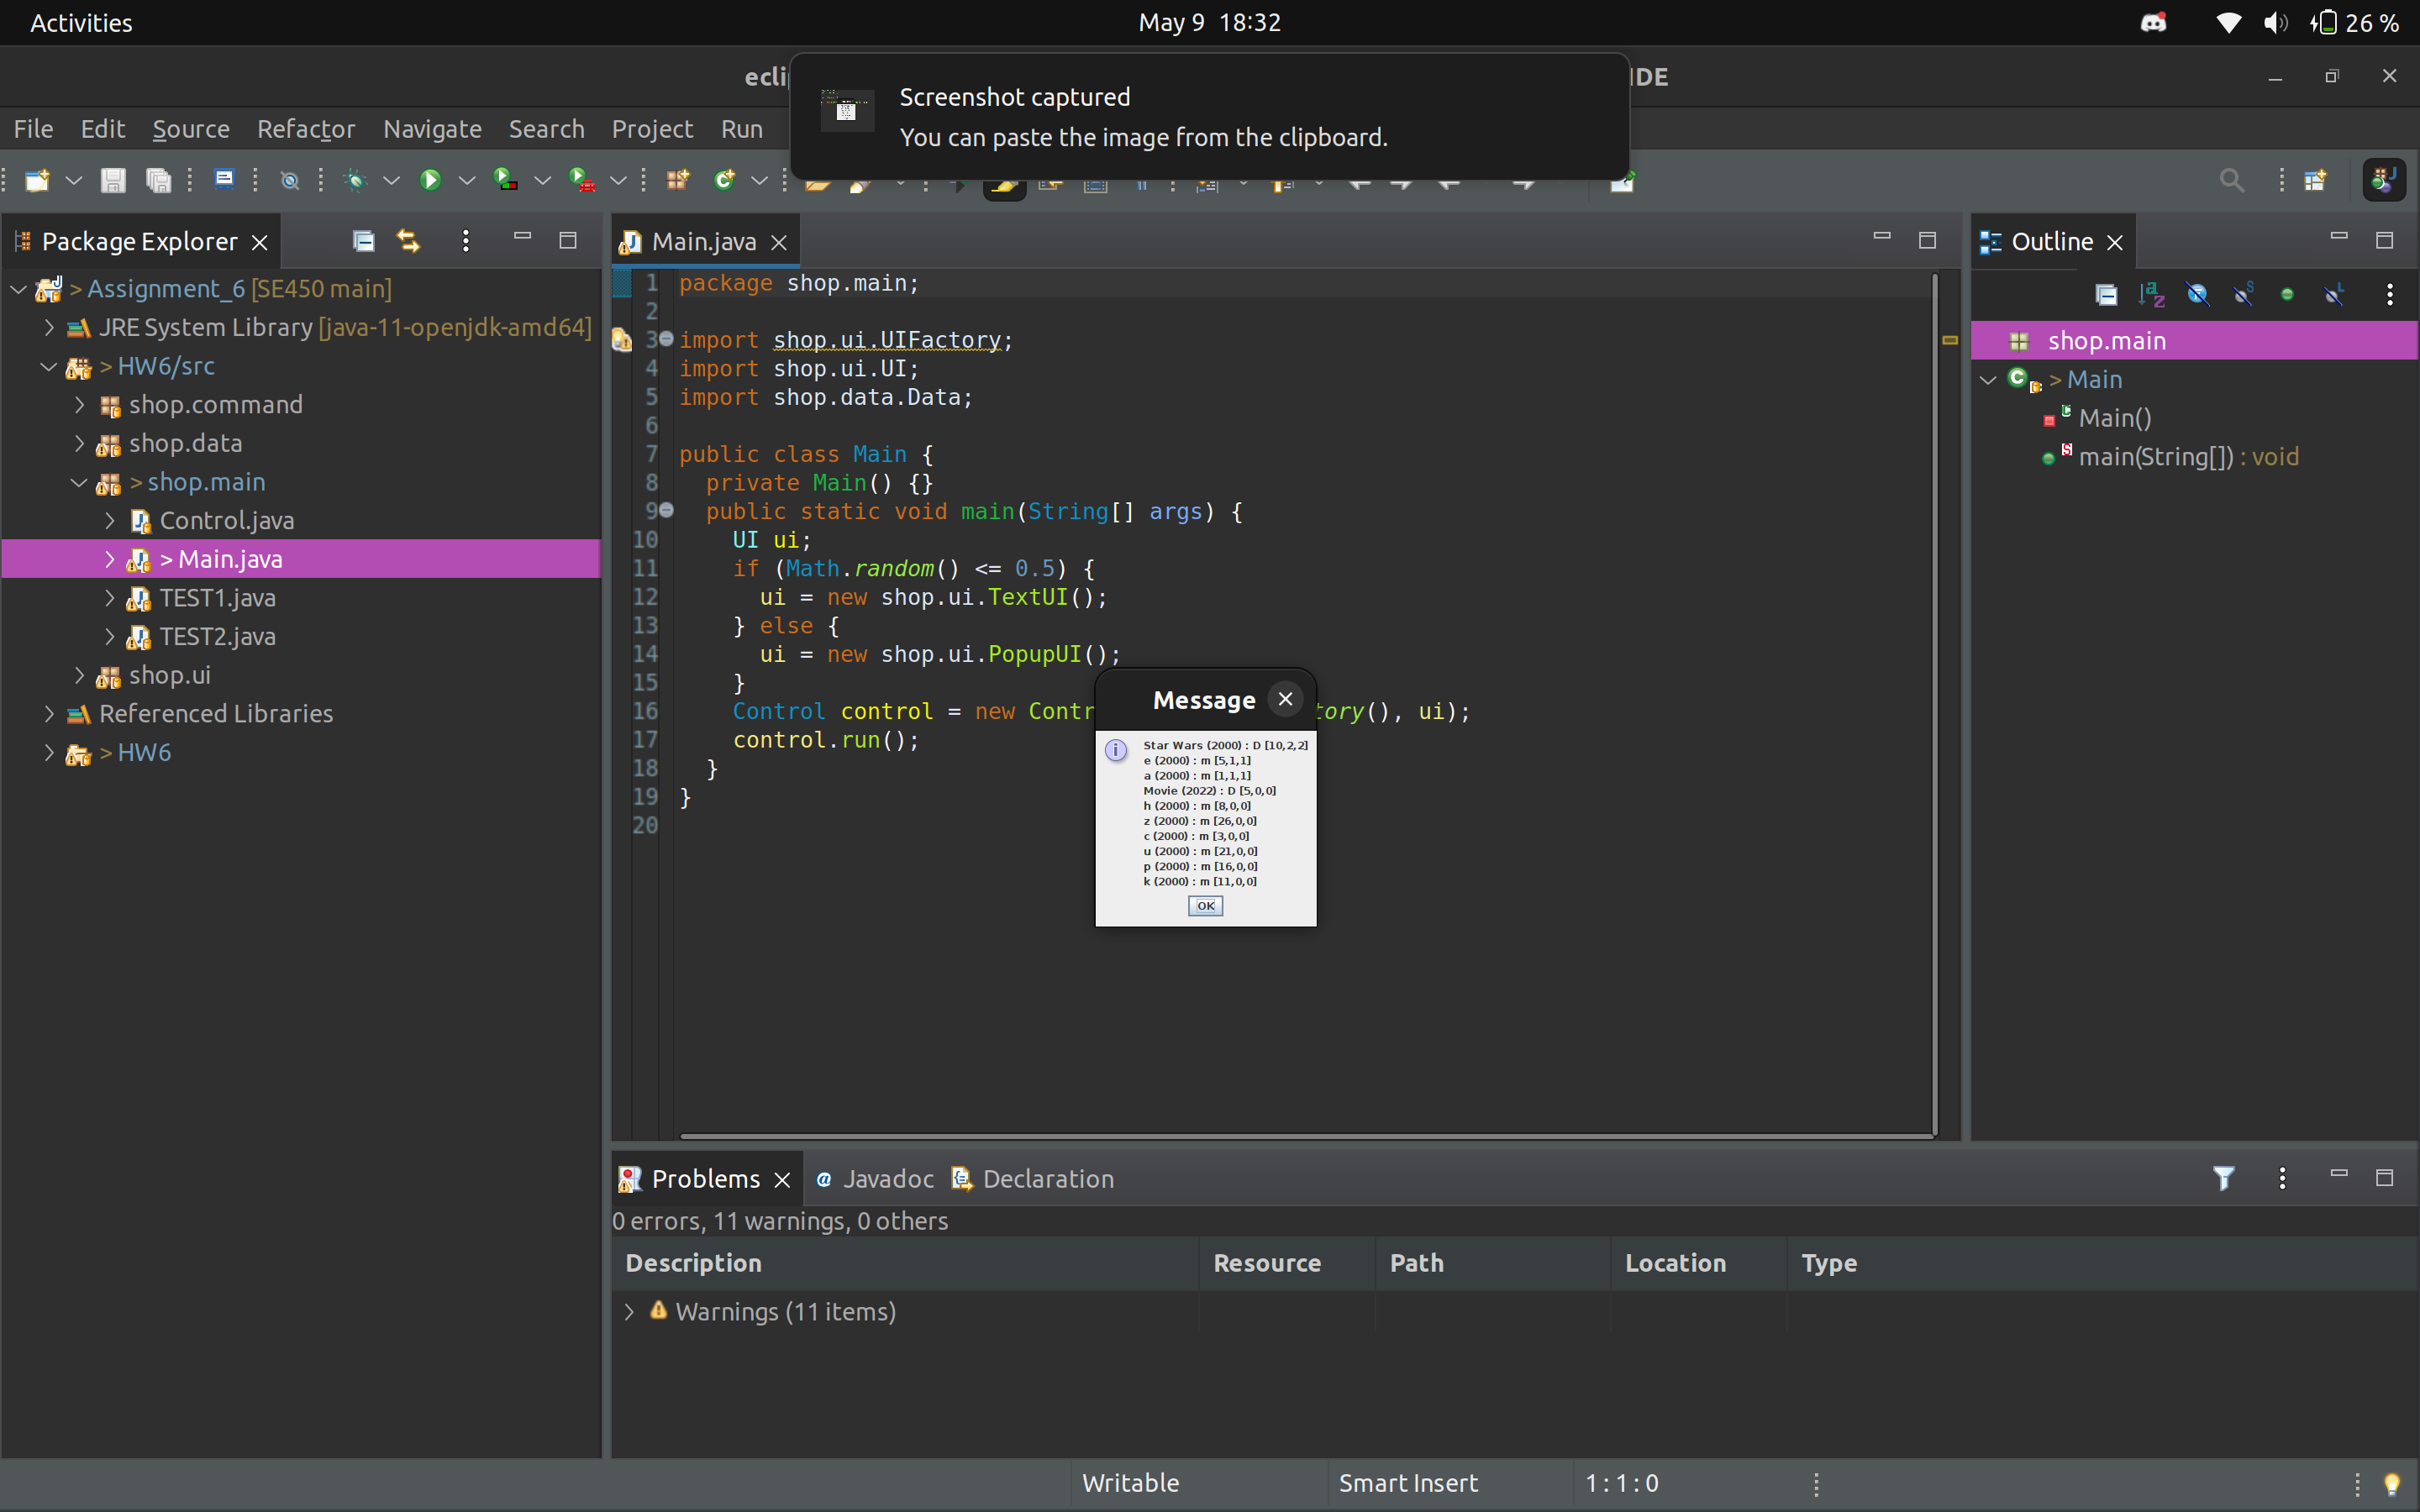 Activities
May 9 18:32
26 %
Screenshot captured
IDE
You can paste the image from the clipboard.
File Edit Source Refactor Navigate Search Project Run
Package Explorer
> Assignment_6 [SE450 main]
JRE System Library [java-11-openjdk-amd64]
> HW6/src
shop.command
shop.data
> shop.main
Control.java
> Main.java
TEST1.java
TEST2.java
shop.ui
Referenced Libraries
> HW6
Main.java
1 package shop.main;
2
3 import shop.ui.UIFactory;
4 import shop.ui.UI;
5 import shop.data.Data;
6
7 public class Main {
8 private Main() {}
9 public static void main(String[] args) {
10 UI ui;
11 if (Math.random() <= 0.5) {
12 ui = new shop.ui.TextUI();
13 } else {
14 ui = new shop.ui.PopupUI();
15 }
16 Control control = new Contr tory(), ui);
17 control.run();
18 }
19 }
20
Message
Star Wars (2000) : D [10,2,2]
e (2000) : m [5,1,1]
a (2000) : m [1,1,1]
Movie (2022) : D [5,0,0]
h (2000) : m [8,0,0]
z (2000) : m [26,0,0]
c (2000) : m [3,0,0]
u (2000) : m [21,0,0]
p (2000) : m [16,0,0]
k (2000) : m [11,0,0]
OK
Outline
shop.main
> Main
Main()
main(String[]) : void
Problems
Javadoc
Declaration
0 errors, 11 warnings, 0 others
Description Resource Path Location Type
Warnings (11 items)
Writable Smart Insert 1 : 1 : 0